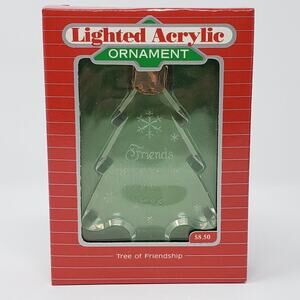 Lighted Acrylic
ORNAMENT
Friends
$8.50
Tree of Friendship